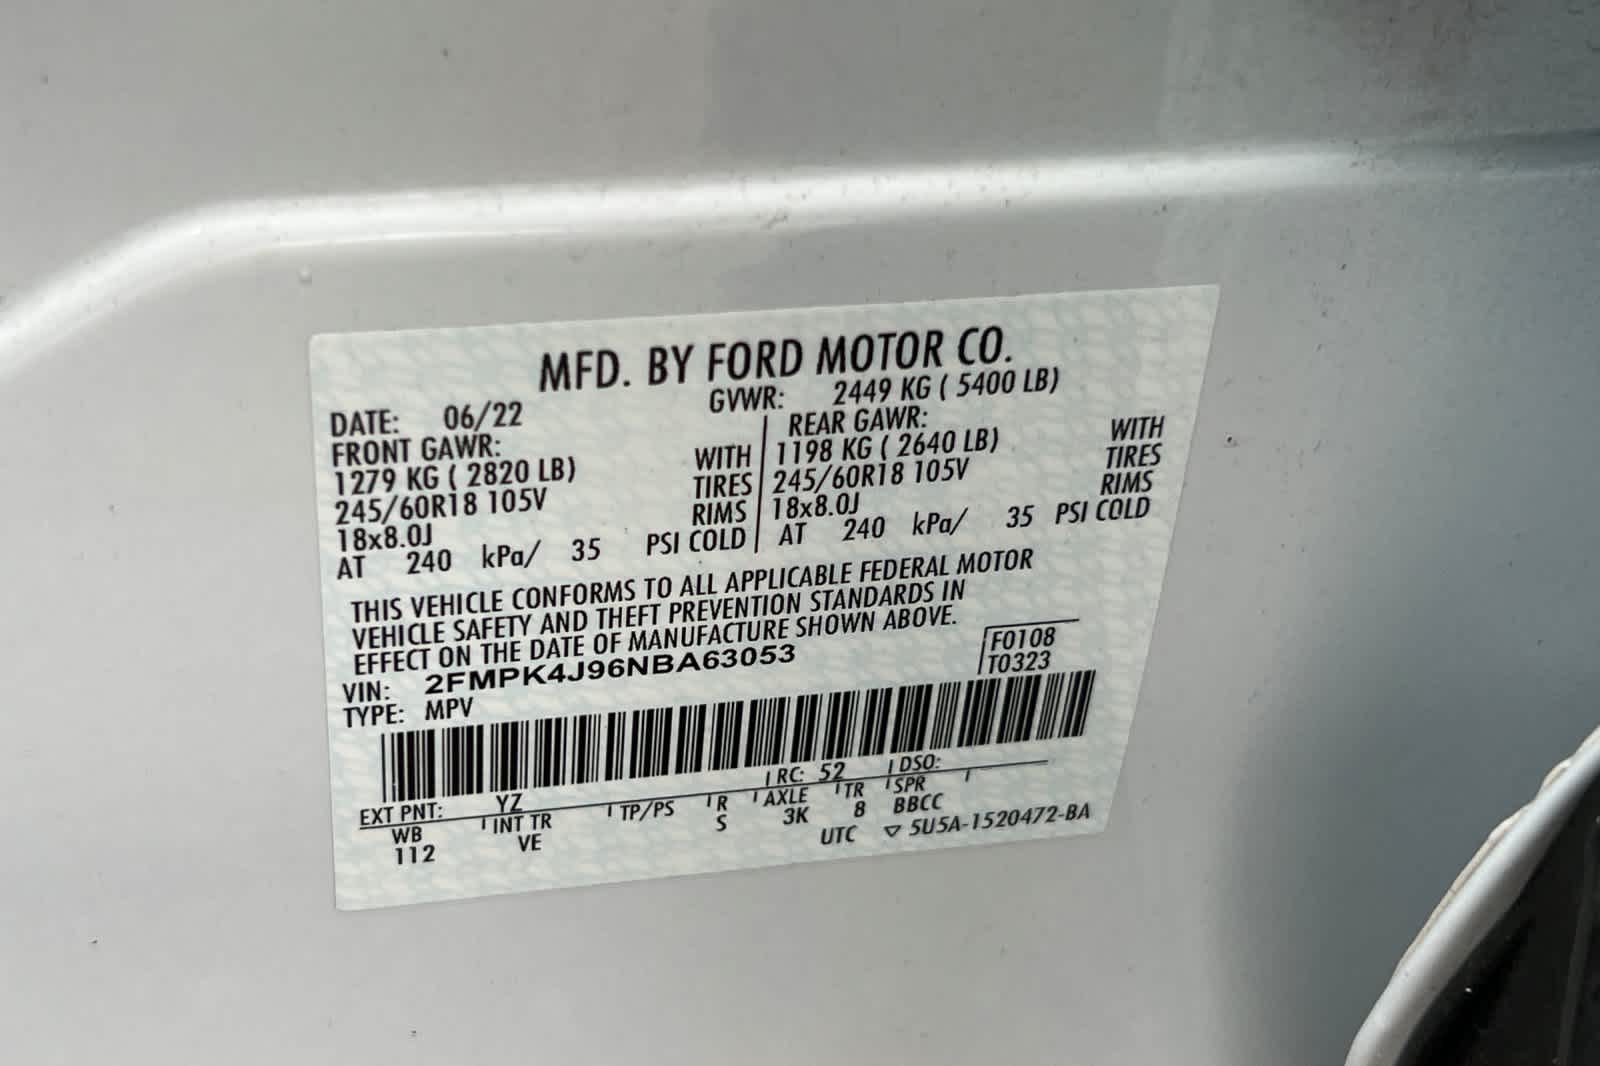 MFD. BY FORD MOTOR CO.
DATE: 06/22 GVWR: 2449 KG ( 5400 LB)
FRONT GAWR: REAR GAWR:
1279 KG ( 2820 LB) WITH 1198 KG ( 2640 LB) WITH
245/60R18 105V TIRES 245/60R18 105V TIRES
18x8.0J RIMS 18x8.0J RIMS
AT 240 kPa/ 35 PSI COLD AT 240 kPa/ 35 PSI COLD
THIS VEHICLE CONFORMS TO ALL APPLICABLE FEDERAL MOTOR
VEHICLE SAFETY AND THEFT PREVENTION STANDARDS IN
EFFECT ON THE DATE OF MANUFACTURE SHOWN ABOVE.
VIN: 2FMPK4J96NBA63053 F0108
TYPE: MPV T0323
EXT PNT: YZ RC: 52 DSO:
WB INT TR TP/PS R AXLE TR SPR
112 VE S 3K 8 BBCC
UTC ▽ 5U5A-1520472-BA